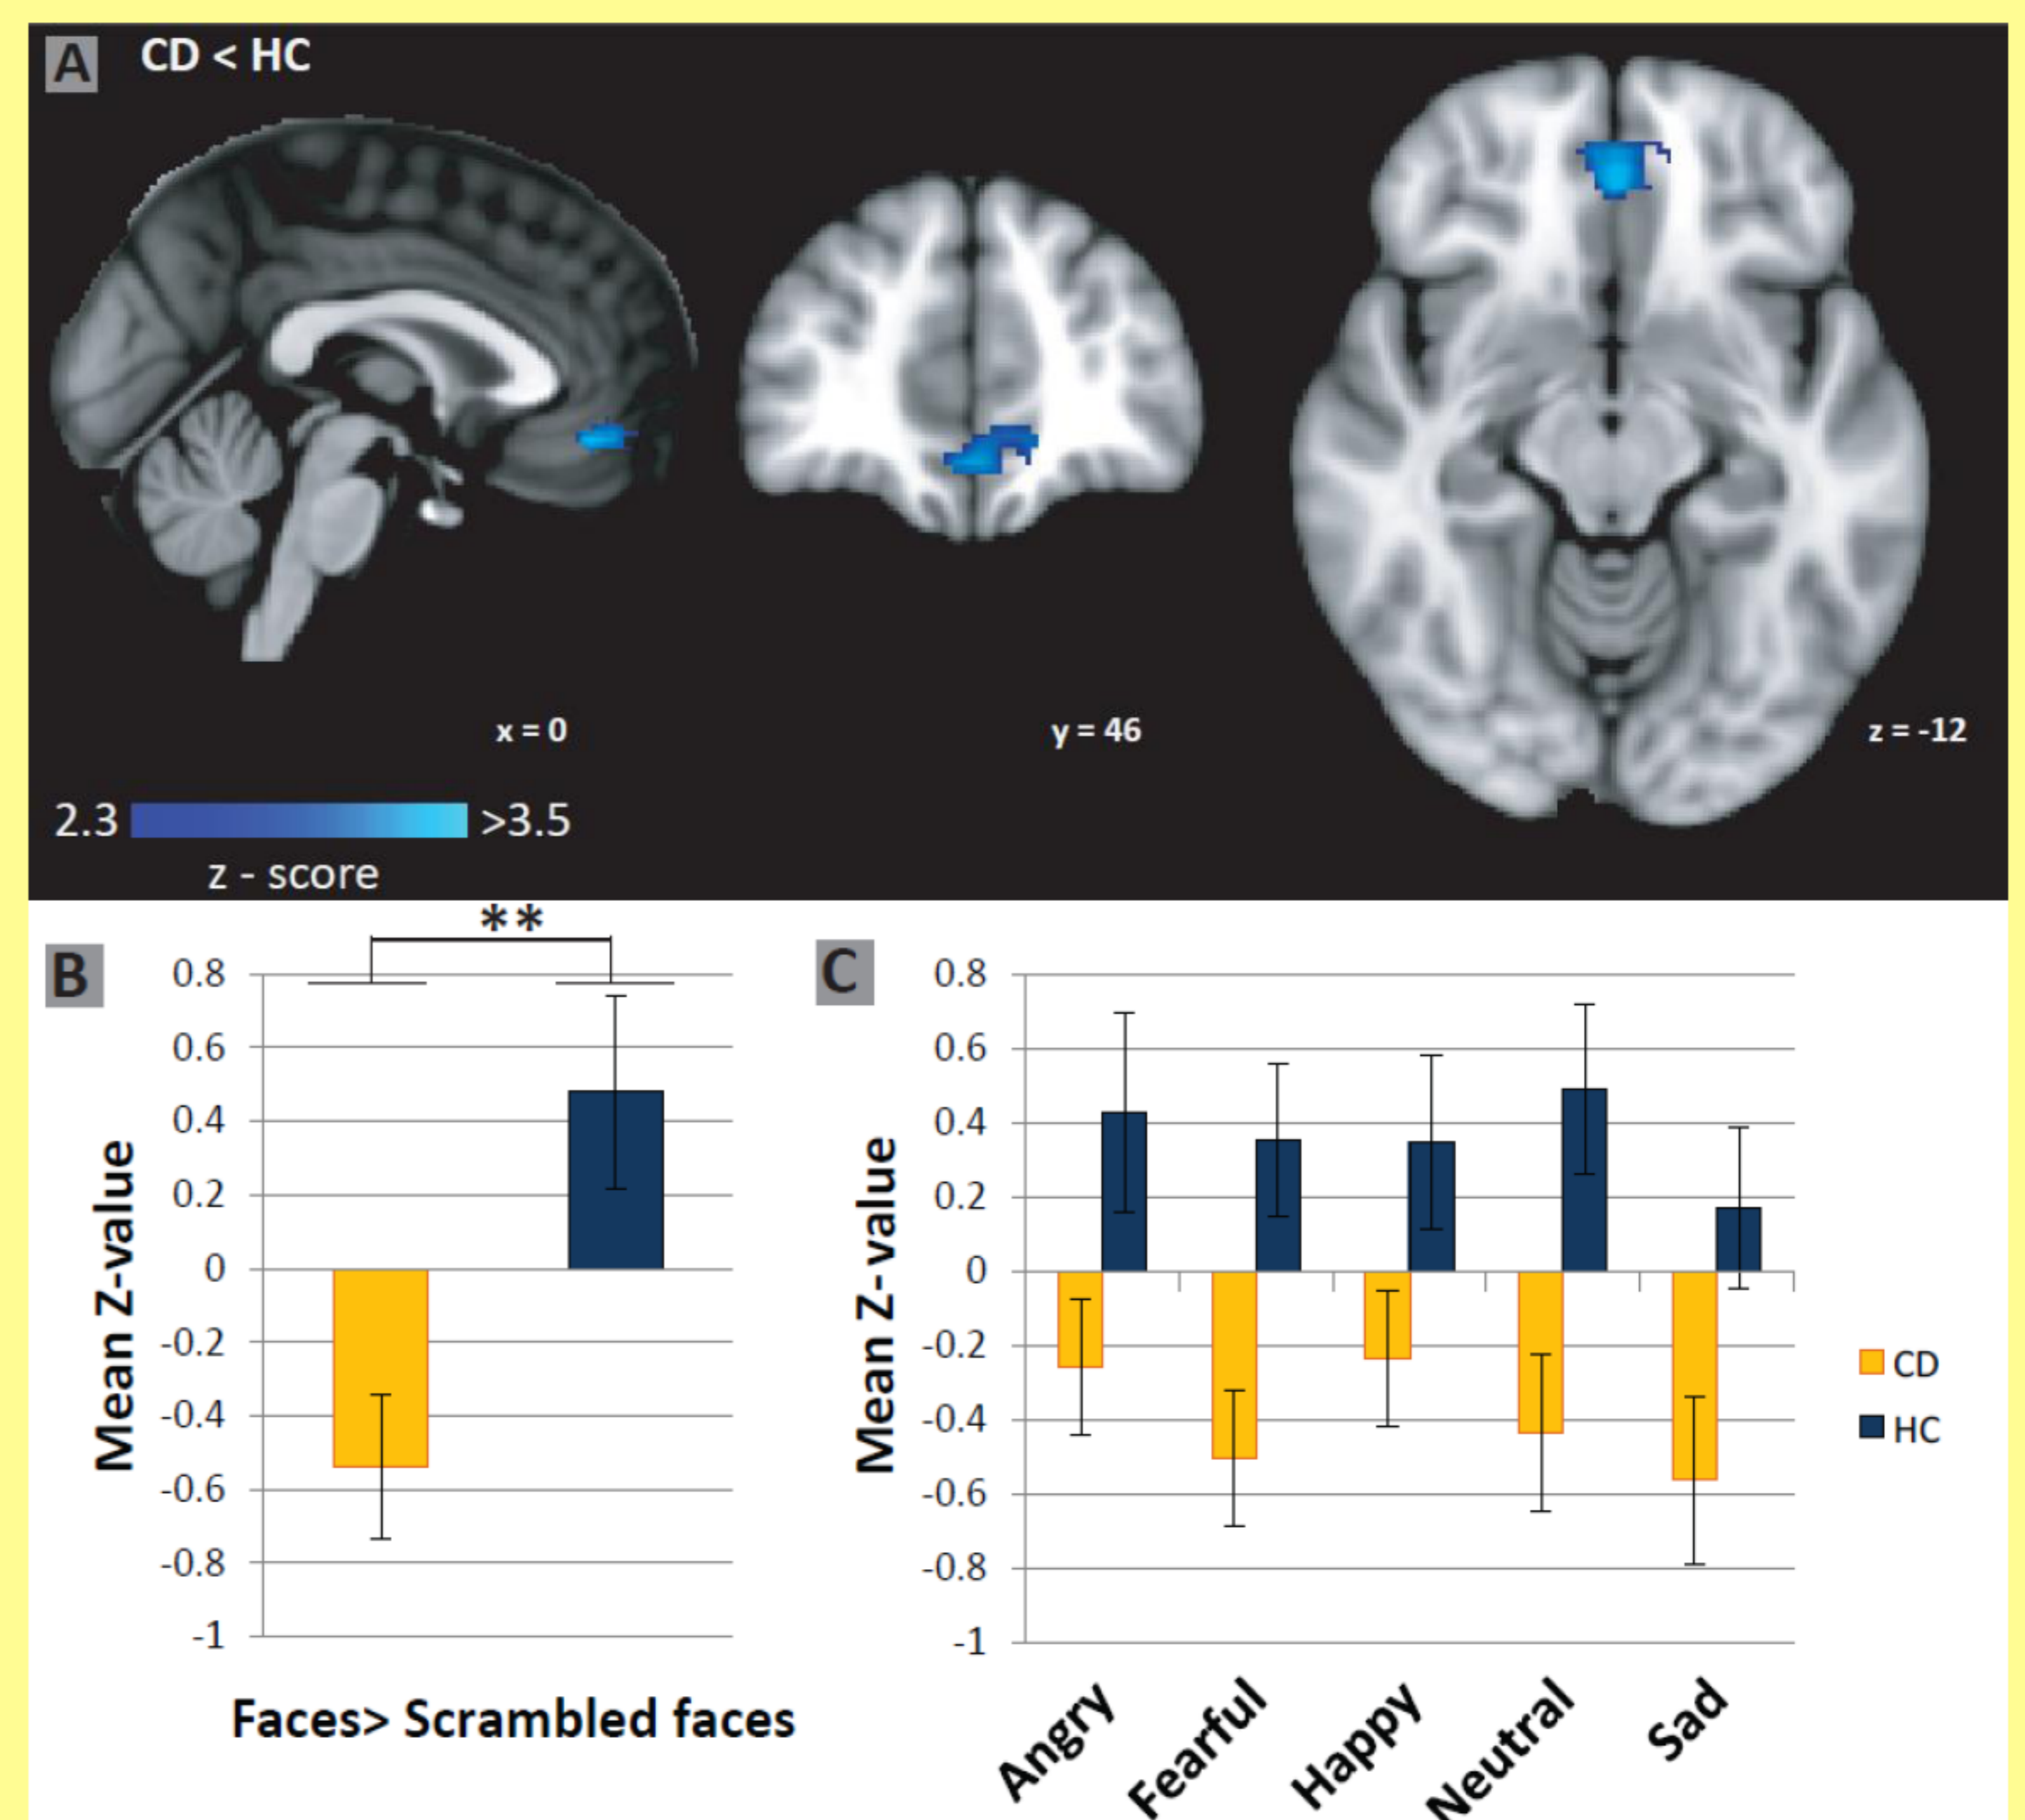 A CD < HC
x = 0
y = 46
z = -12
2.3 >3.5
z - score
B
**
0.8
0.6
0.4
0.2
0
-0.2
-0.4
-0.6
-0.8
-1
Mean Z-value
Faces> Scrambled faces
C
0.8
0.6
0.4
0.2
0
-0.2
-0.4
-0.6
-0.8
-1
Mean Z-value
Angry
Fearful
Happy
Neutral
Sad
CD
HC